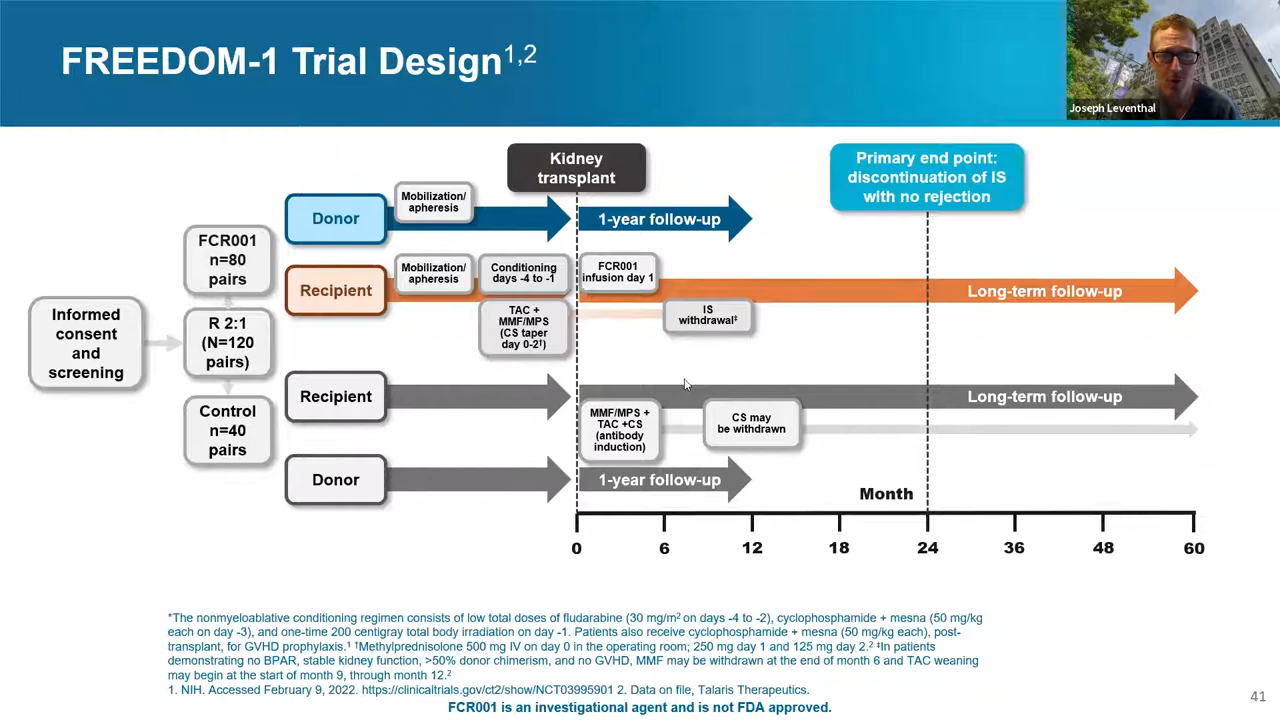 FREEDOM-1 Trial Design1,2
Joseph Leventhal
Kidney
transplant
Primary end point:
discontinuation of IS
with no rejection
Informed
consent
and
screening
FCR001
n=80
pairs
R 2:1
(N=120
pairs)
Control
n=40
pairs
Donor
Mobilization/
apheresis
1-year follow-up
Recipient
Mobilization/
apheresis
Conditioning
days -4 to -1
FCR001
infusion day 1
Long-term follow-up
TAC +
MMF/MPS
(CS taper
day 0-2†)
IS
withdrawal‡
Recipient
Long-term follow-up
MMF/MPS +
TAC +CS
(antibody
induction)
CS may
be withdrawn
Donor
1-year follow-up
Month
0 6 12 18 24 36 48 60
*The nonmyeloablative conditioning regimen consists of low total doses of fludarabine (30 mg/m2 on days -4 to -2), cyclophosphamide + mesna (50 mg/kg
each on day -3), and one-time 200 centigray total body irradiation on day -1. Patients also receive cyclophosphamide + mesna (50 mg/kg each), post-
transplant, for GVHD prophylaxis.1 †Methylprednisolone 500 mg IV on day 0 in the operating room; 250 mg day 1 and 125 mg day 2.2 ‡In patients
demonstrating no BPAR, stable kidney function, >50% donor chimerism, and no GVHD, MMF may be withdrawn at the end of month 6 and TAC weaning
may begin at the start of month 9, through month 12.2
1. NIH. Accessed February 9, 2022. https://clinicaltrials.gov/ct2/show/NCT03995901 2. Data on file, Talaris Therapeutics.
FCR001 is an investigational agent and is not FDA approved.
41